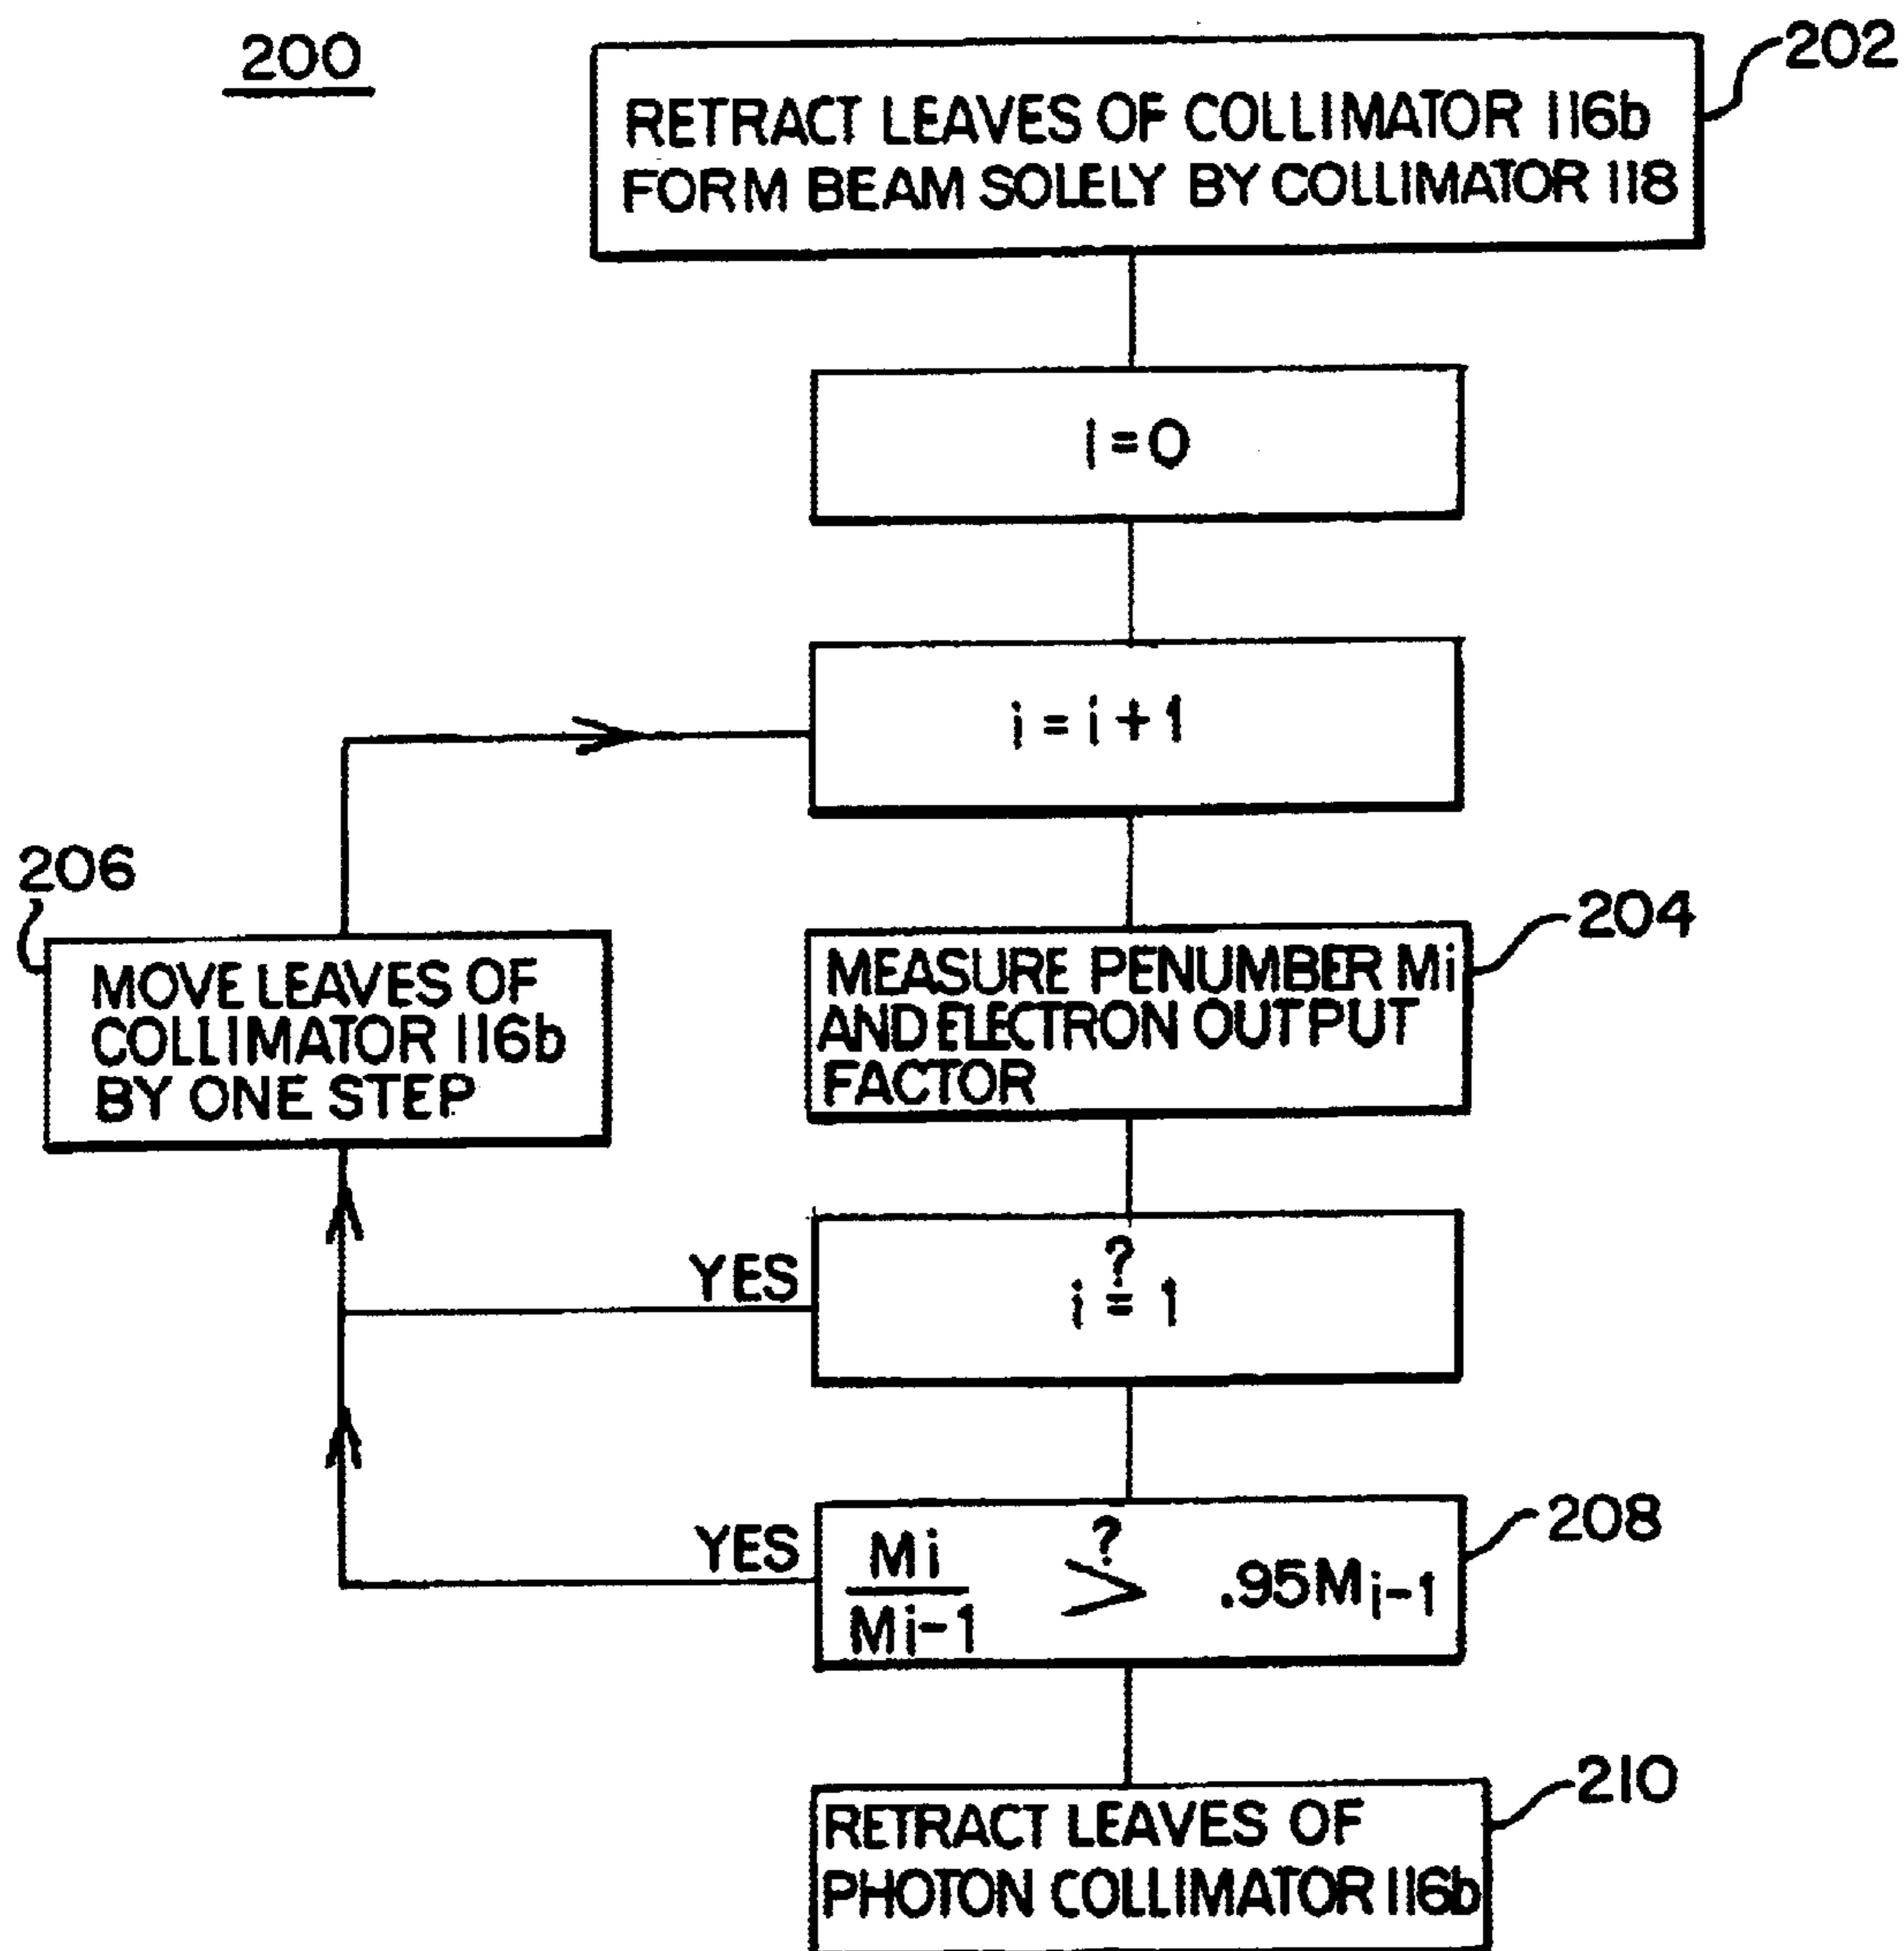 200
202
RETRACT LEAVES OF COLLIMATOR 116b
FORM BEAM SOLELY BY COLLIMATOR 118
I=0
i=i+1
206
MOVE LEAVES OF
COLLIMATOR 116b
BY ONE STEP
204
MEASURE PENUMBER Mi
AND ELECTRON OUTPUT
FACTOR
YES
?
i = 1
208
YES
Mi
Mi-1
?
>
.95Mi-1
210
RETRACT LEAVES OF
PHOTON COLLIMATOR 116b